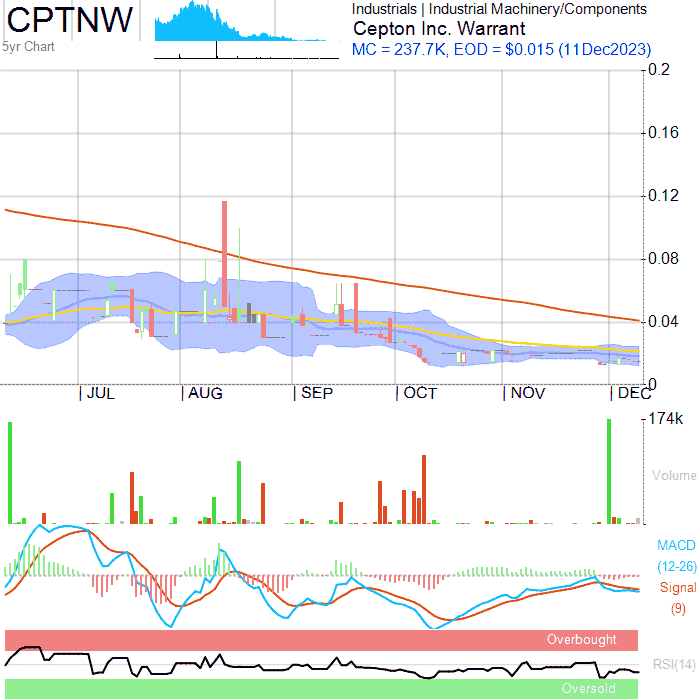 CPTNW
5yr Chart
Industrials | Industrial Machinery/Components
Cepton Inc. Warrant
MC = 237.7K, EOD = $0.015 (11Dec2023)
0.2
0.16
0.12
0.08
0.04
0
JUL
AUG
SEP
OCT
NOV
DEC
174k
Volume
MACD
(12-26)
Signal
(9)
Overbought
RSI(14)
Oversold